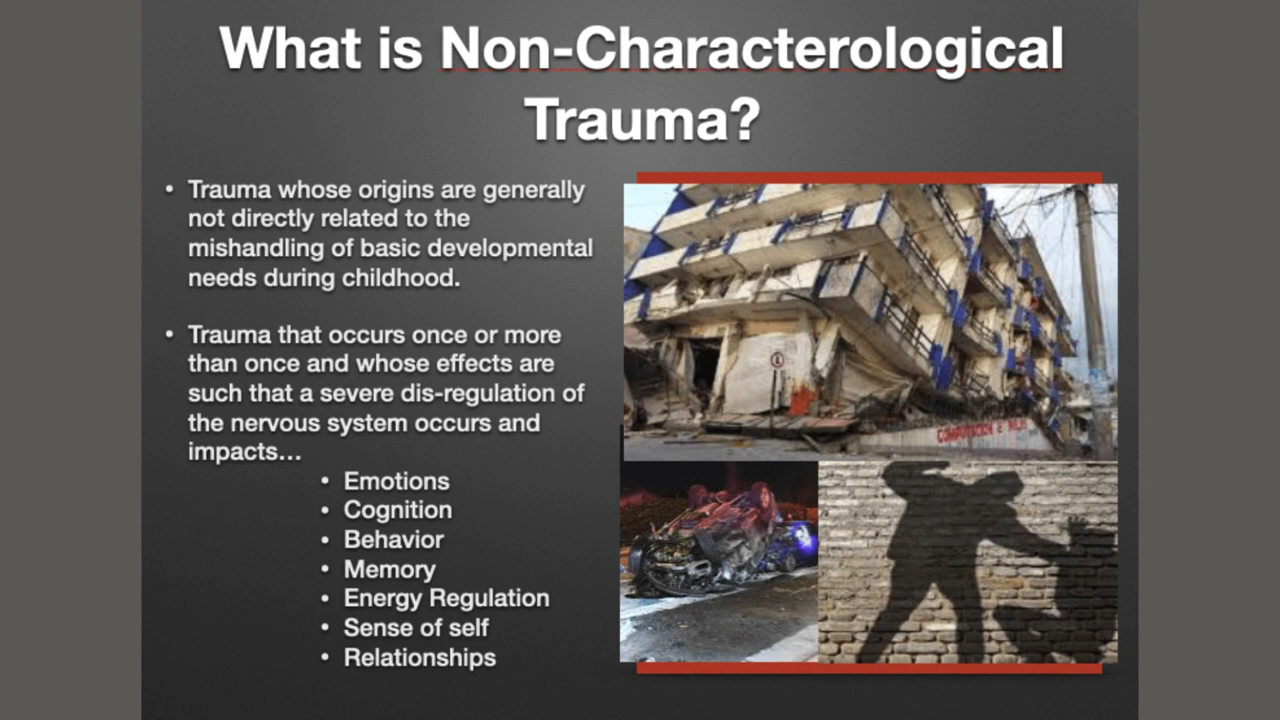 What is Non-Characterological
Trauma?
• Trauma whose origins are generally
not directly related to the
mishandling of basic developmental
needs during childhood.
• Trauma that occurs once or more
than once and whose effects are
such that a severe dis-regulation of
the nervous system occurs and
impacts...
• Emotions
• Cognition
• Behavior
• Memory
• Energy Regulation
• Sense of self
• Relationships